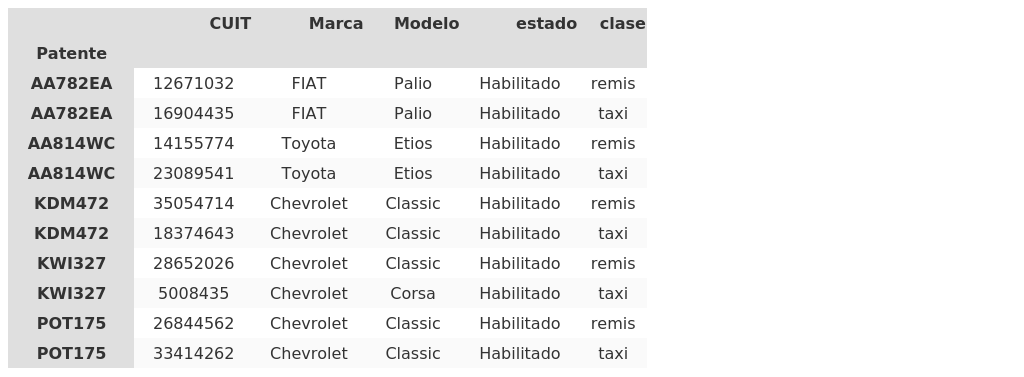 CUIT Marca Modelo estado clase
Patente
AA782EA 12671032 FIAT Palio Habilitado remis
AA782EA 16904435 FIAT Palio Habilitado taxi
AA814WC 14155774 Toyota Etios Habilitado remis
AA814WC 23089541 Toyota Etios Habilitado taxi
KDM472 35054714 Chevrolet Classic Habilitado remis
KDM472 18374643 Chevrolet Classic Habilitado taxi
KWI327 28652026 Chevrolet Classic Habilitado remis
KWI327 5008435 Chevrolet Corsa Habilitado taxi
POT175 26844562 Chevrolet Classic Habilitado remis
POT175 33414262 Chevrolet Classic Habilitado taxi